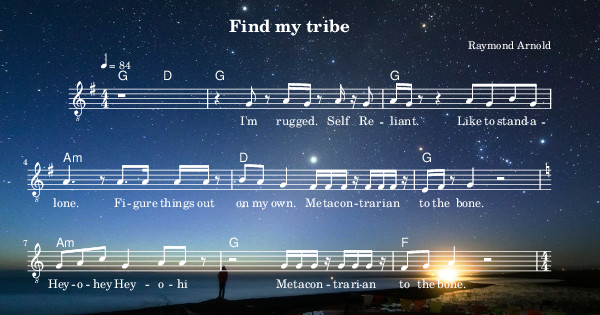 Find my tribe
Raymond Arnold
♩ = 84
G D G G
I'm rugged. Self Re - liant. Like to stand a -
4
Am D G
lone. Fi - gure things out on my own. Metacon - trarian to the bone.
7
Am G F
Hey - o - hey Hey - o - hi Metacon - trarian to the bone.